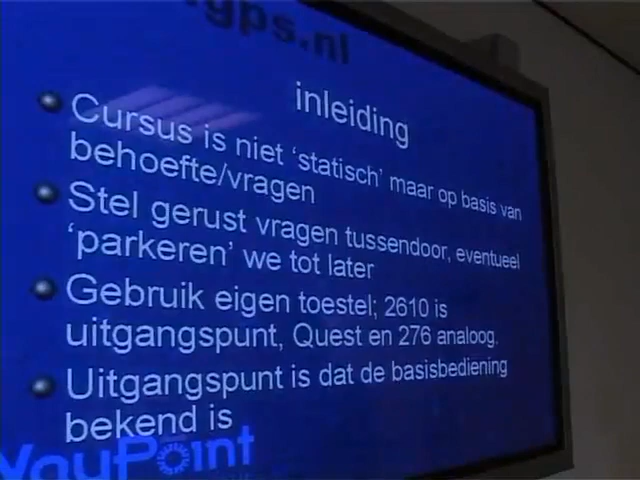 gps.nl
inleiding
Cursus is niet ‘statisch’ maar op basis van
behoefte/vragen
Stel gerust vragen tussendoor, eventueel
‘parkeren’ we tot later
Gebruik eigen toestel; 2610 is
uitgangspunt, Quest en 276 analoog.
Uitgangspunt is dat de basisbediening
bekend is
WayPoint